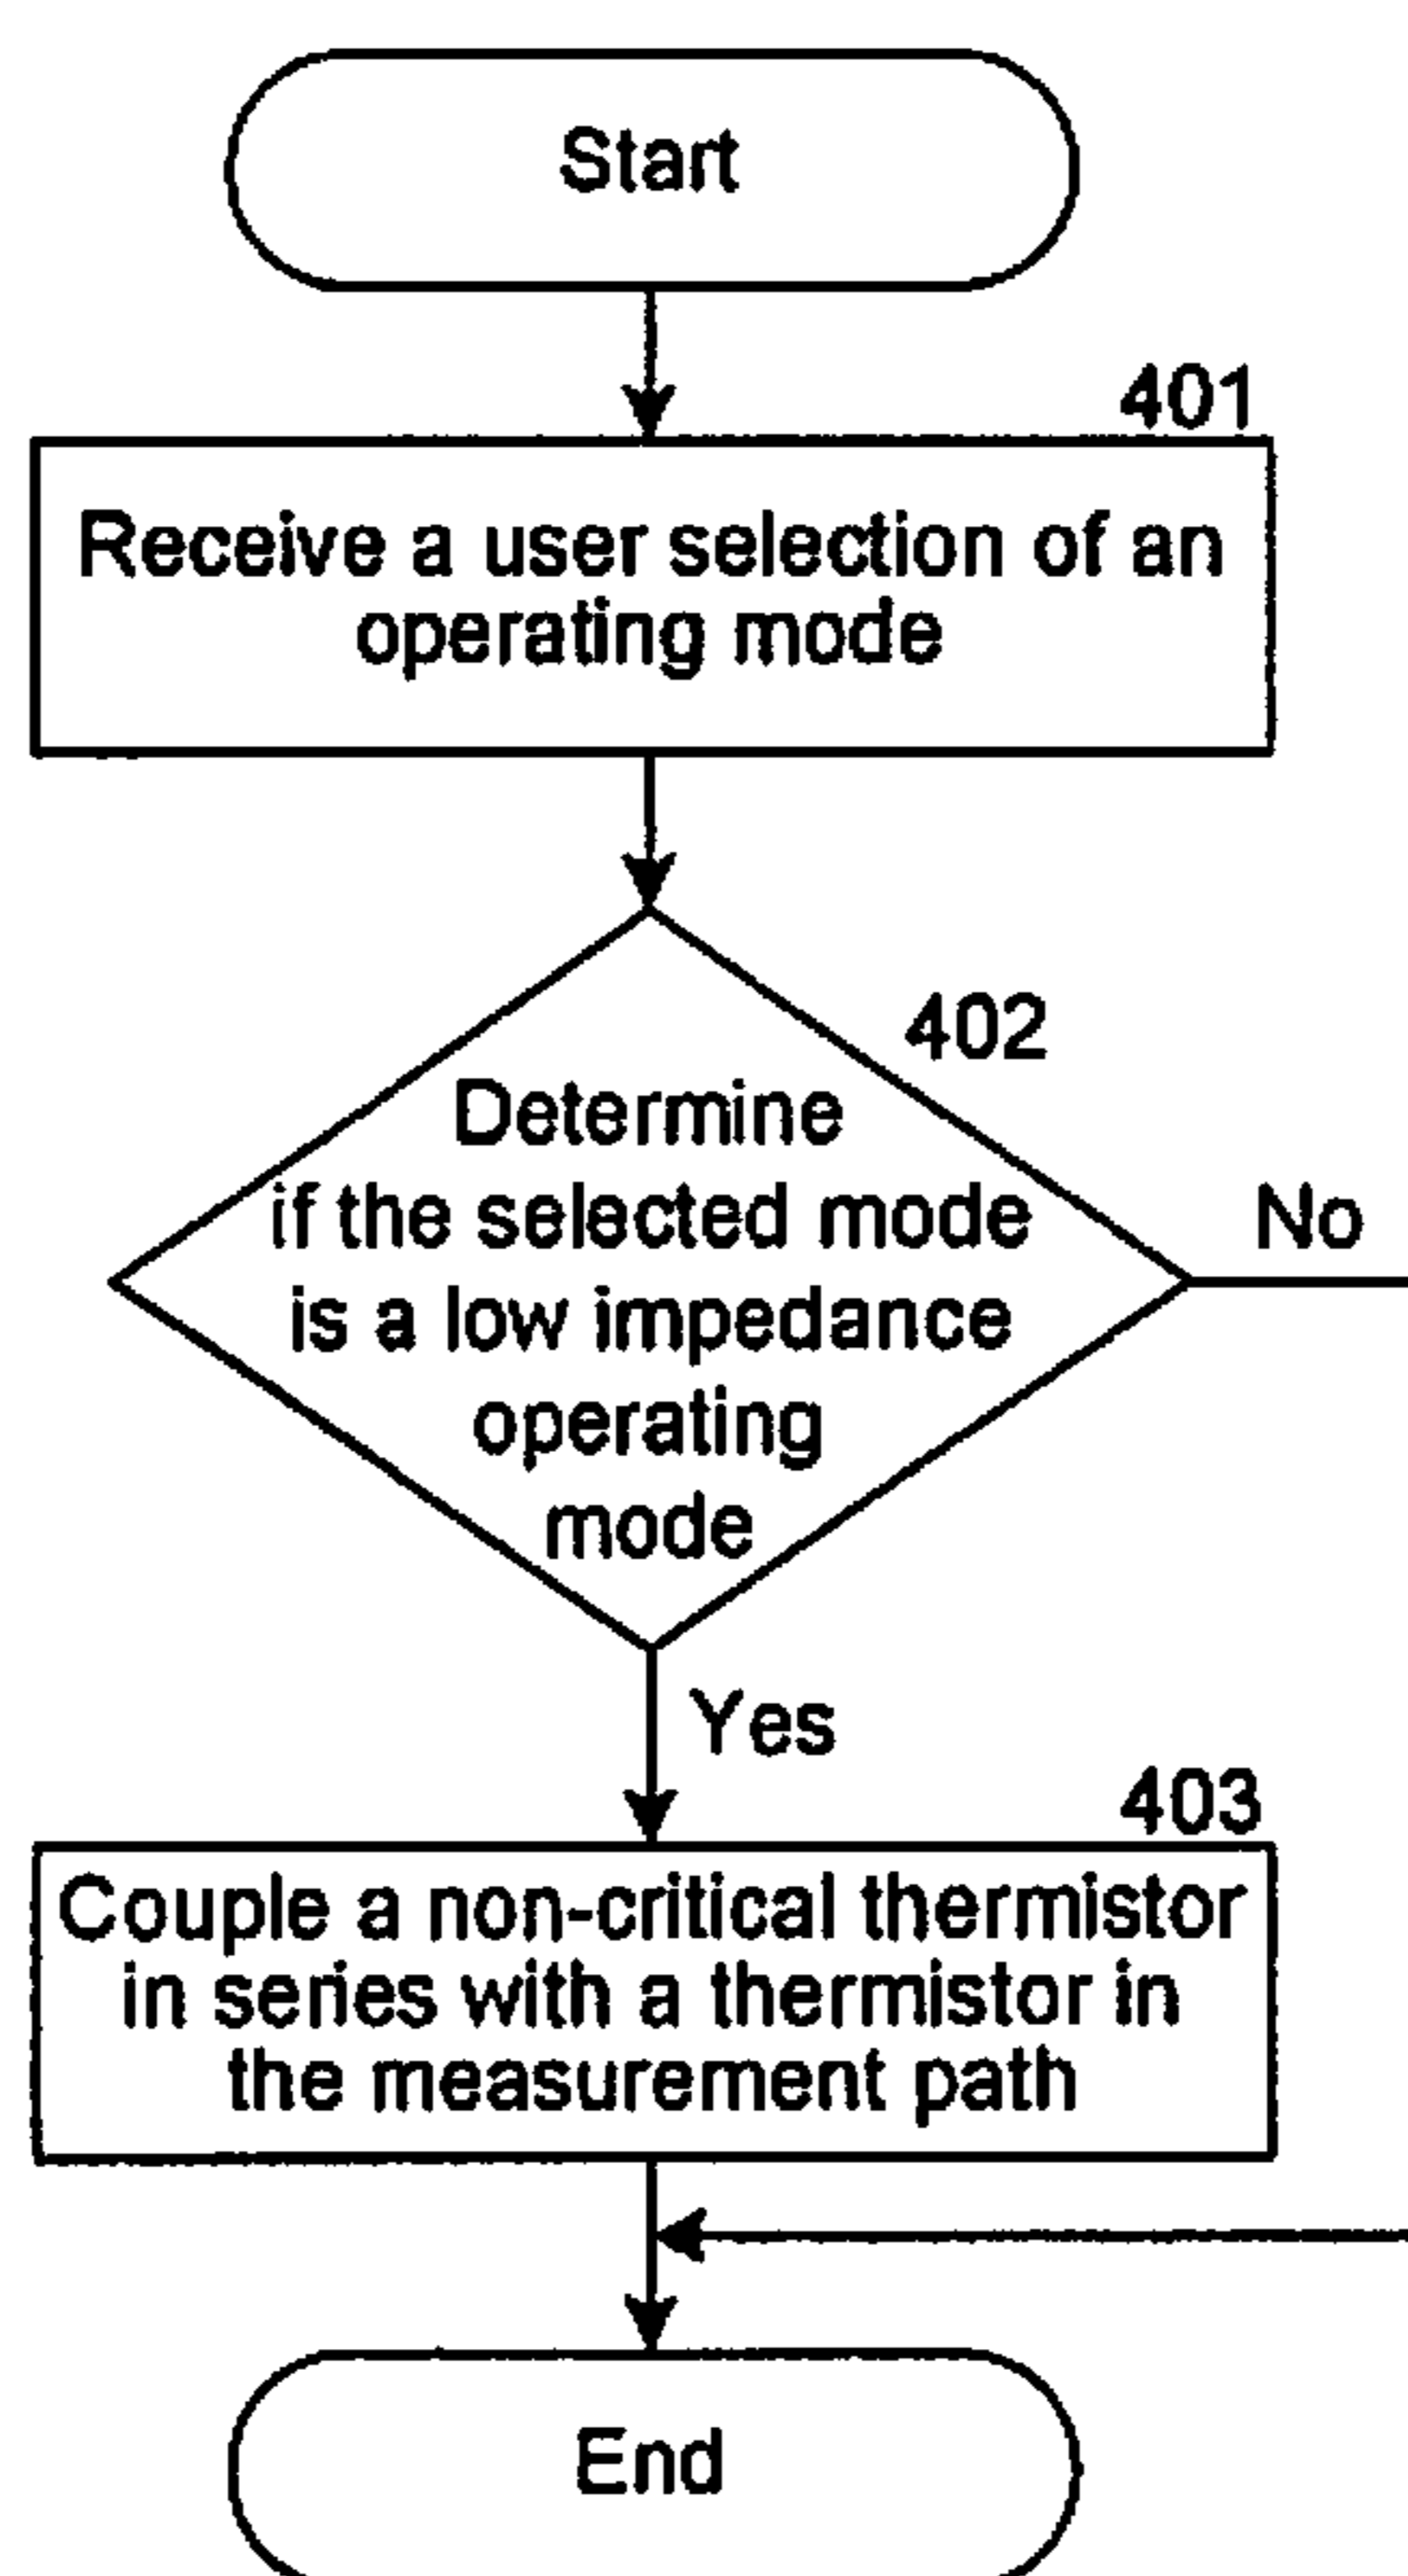 Start
401
Receive a user selection of an
operating mode
402
Determine
if the selected mode
is a low impedance
operating
mode
No
Yes
403
Couple a non-critical thermistor
in series with a thermistor in
the measurement path
End